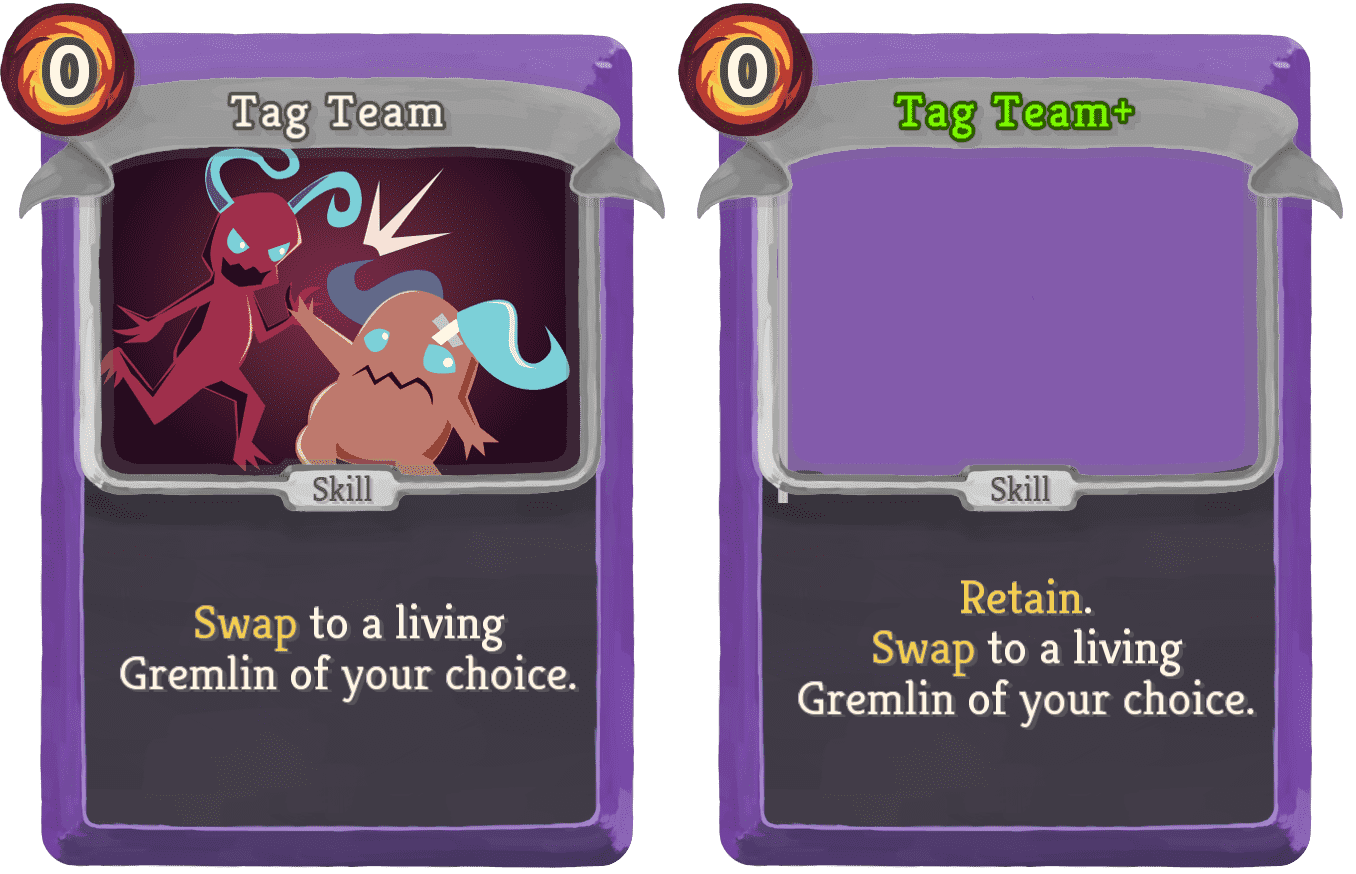 0
Tag Team
Skill
Swap to a living
Gremlin of your choice.
0
Tag Team+
Skill
Retain.
Swap to a living
Gremlin of your choice.